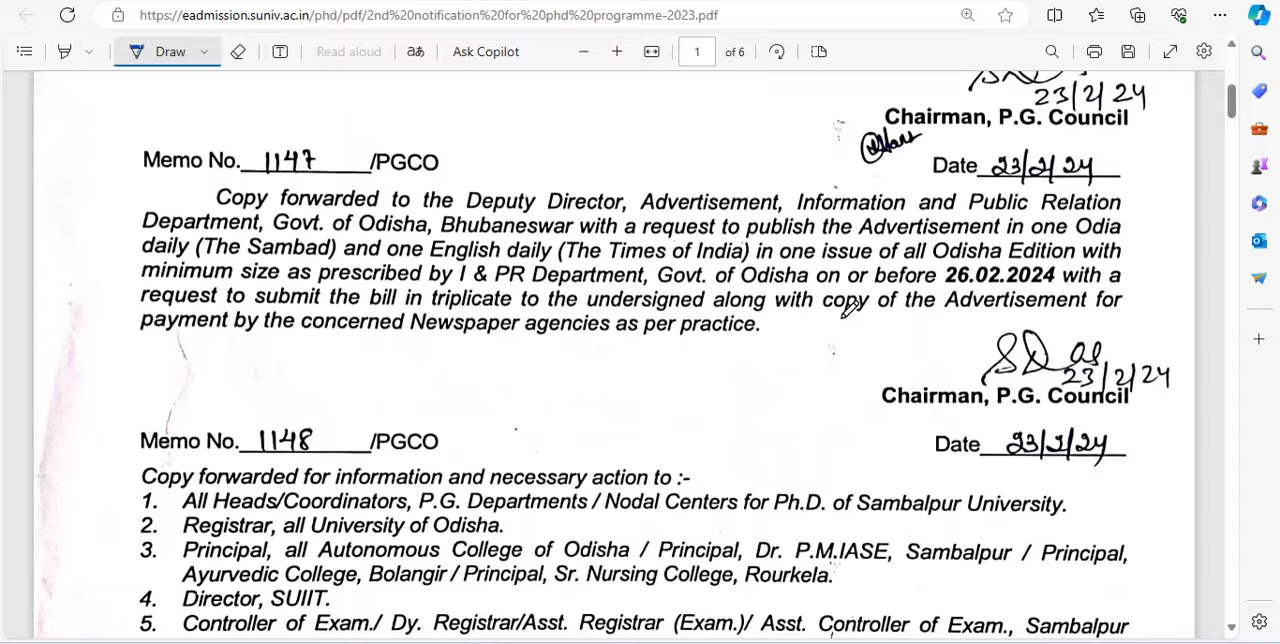 https://eadmission.suniv.ac.in/phd/pdf/2nd%20notification%20for%20phd%20programme-2023.pdf
Draw
Read aloud
aあ
Ask Copilot
1 of 6
23/2/24
Chairman, P.G. Council
Memo No. 1147 /PGCO
Date 23/2/24
Copy forwarded to the Deputy Director, Advertisement, Information and Public Relation
Department, Govt. of Odisha, Bhubaneswar with a request to publish the Advertisement in one Odia
daily (The Sambad) and one English daily (The Times of India) in one issue of all Odisha Edition with
minimum size as prescribed by I & PR Department, Govt. of Odisha on or before 26.02.2024 with a
request to submit the bill in triplicate to the undersigned along with copy of the Advertisement for
payment by the concerned Newspaper agencies as per practice.
23/2/24
Chairman, P.G. Council
Memo No. 1148 /PGCO
Date 23/2/24
Copy forwarded for information and necessary action to :-
1. All Heads/Coordinators, P.G. Departments / Nodal Centers for Ph.D. of Sambalpur University.
2. Registrar, all University of Odisha.
3. Principal, all Autonomous College of Odisha / Principal, Dr. P.M.IASE, Sambalpur / Principal,
Ayurvedic College, Bolangir / Principal, Sr. Nursing College, Rourkela.
4. Director, SUIIT.
5. Controller of Exam./ Dy. Registrar/Asst. Registrar (Exam.)/ Asst. Controller of Exam., Sambalpur